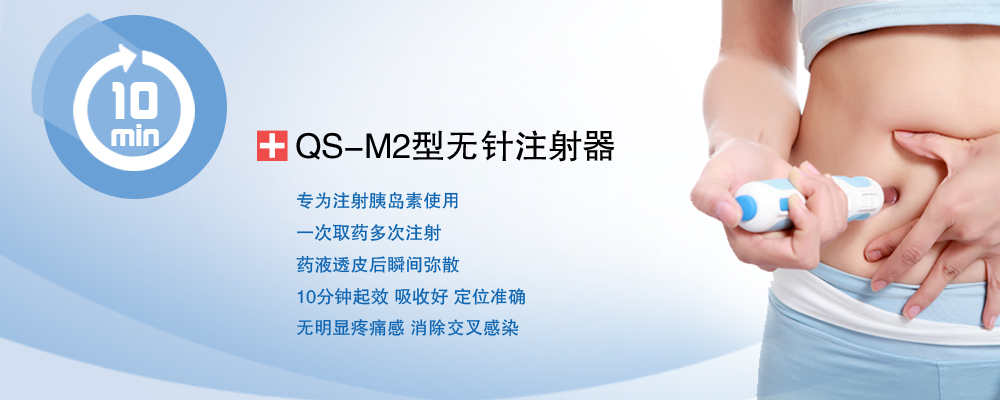 10
min
QS-M2型无针注射器
专为注射胰岛素使用
一次取药多次注射
药液透皮后瞬间弥散
10分钟起效 吸收好 定位准确
无明显疼痛感 消除交叉感染